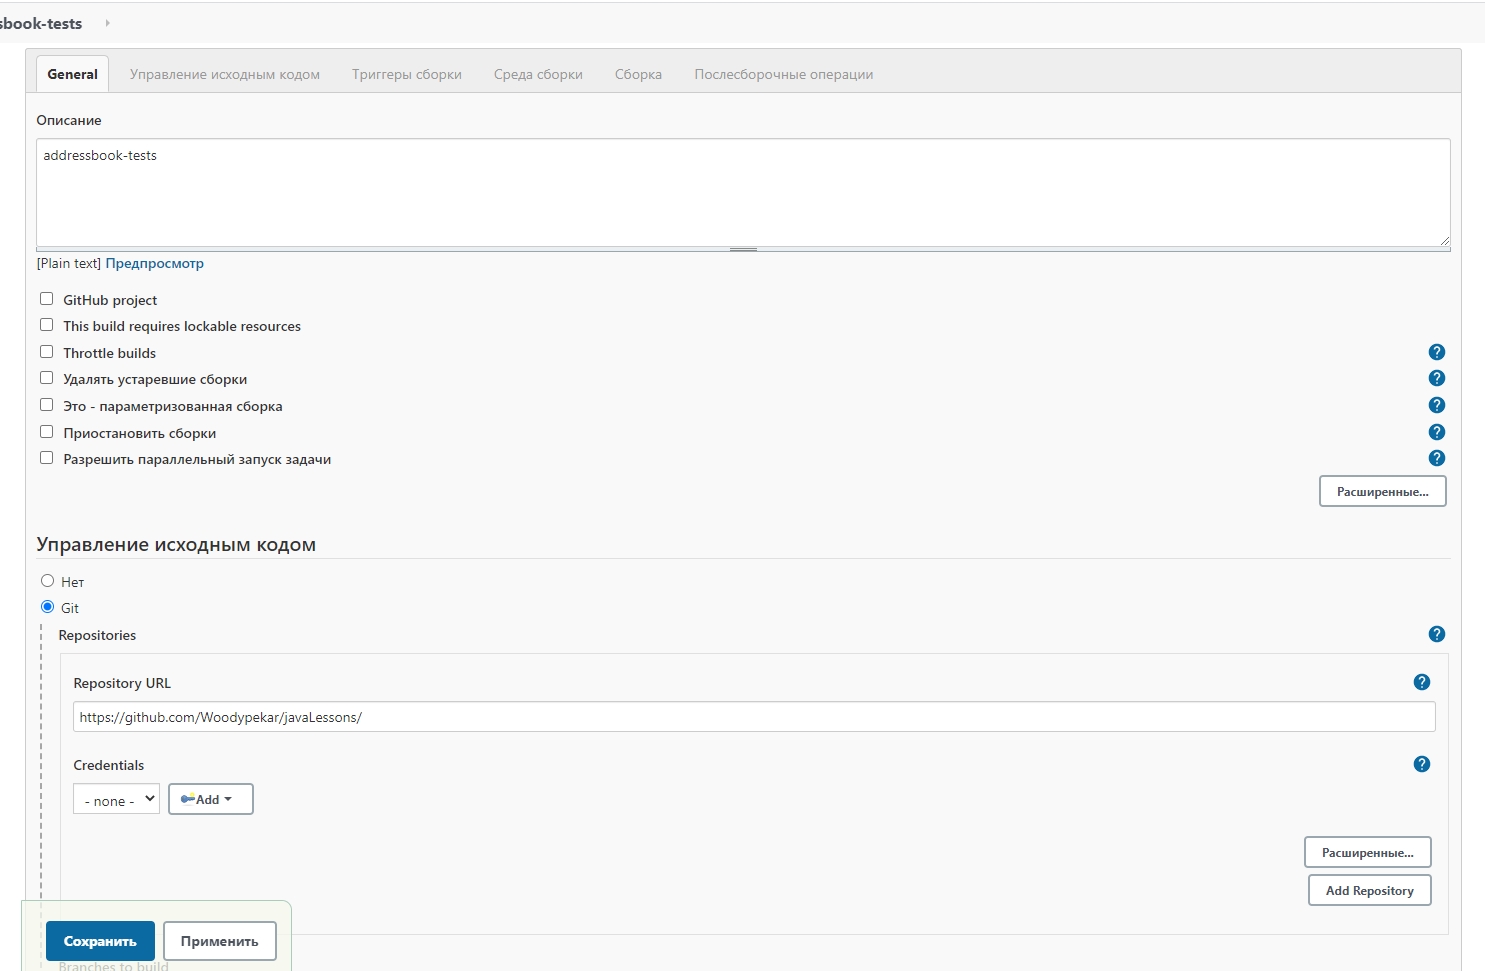 sbook-tests
General
Управление исходным кодом
Триггеры сборки
Среда сборки
Сборка
Послесборочные операции
Описание
addressbook-tests
[Plain text] Предпросмотр
GitHub project
This build requires lockable resources
Throttle builds
Удалять устаревшие сборки
Это - параметризованная сборка
Приостановить сборки
Разрешить параллельный запуск задачи
Расширенные...
Управление исходным кодом
Нет
Git
Repositories
Repository URL
https://github.com/Woodypekar/javaLessons/
Credentials
- none -
Add
Расширенные...
Add Repository
Сохранить
Применить
Branches to build